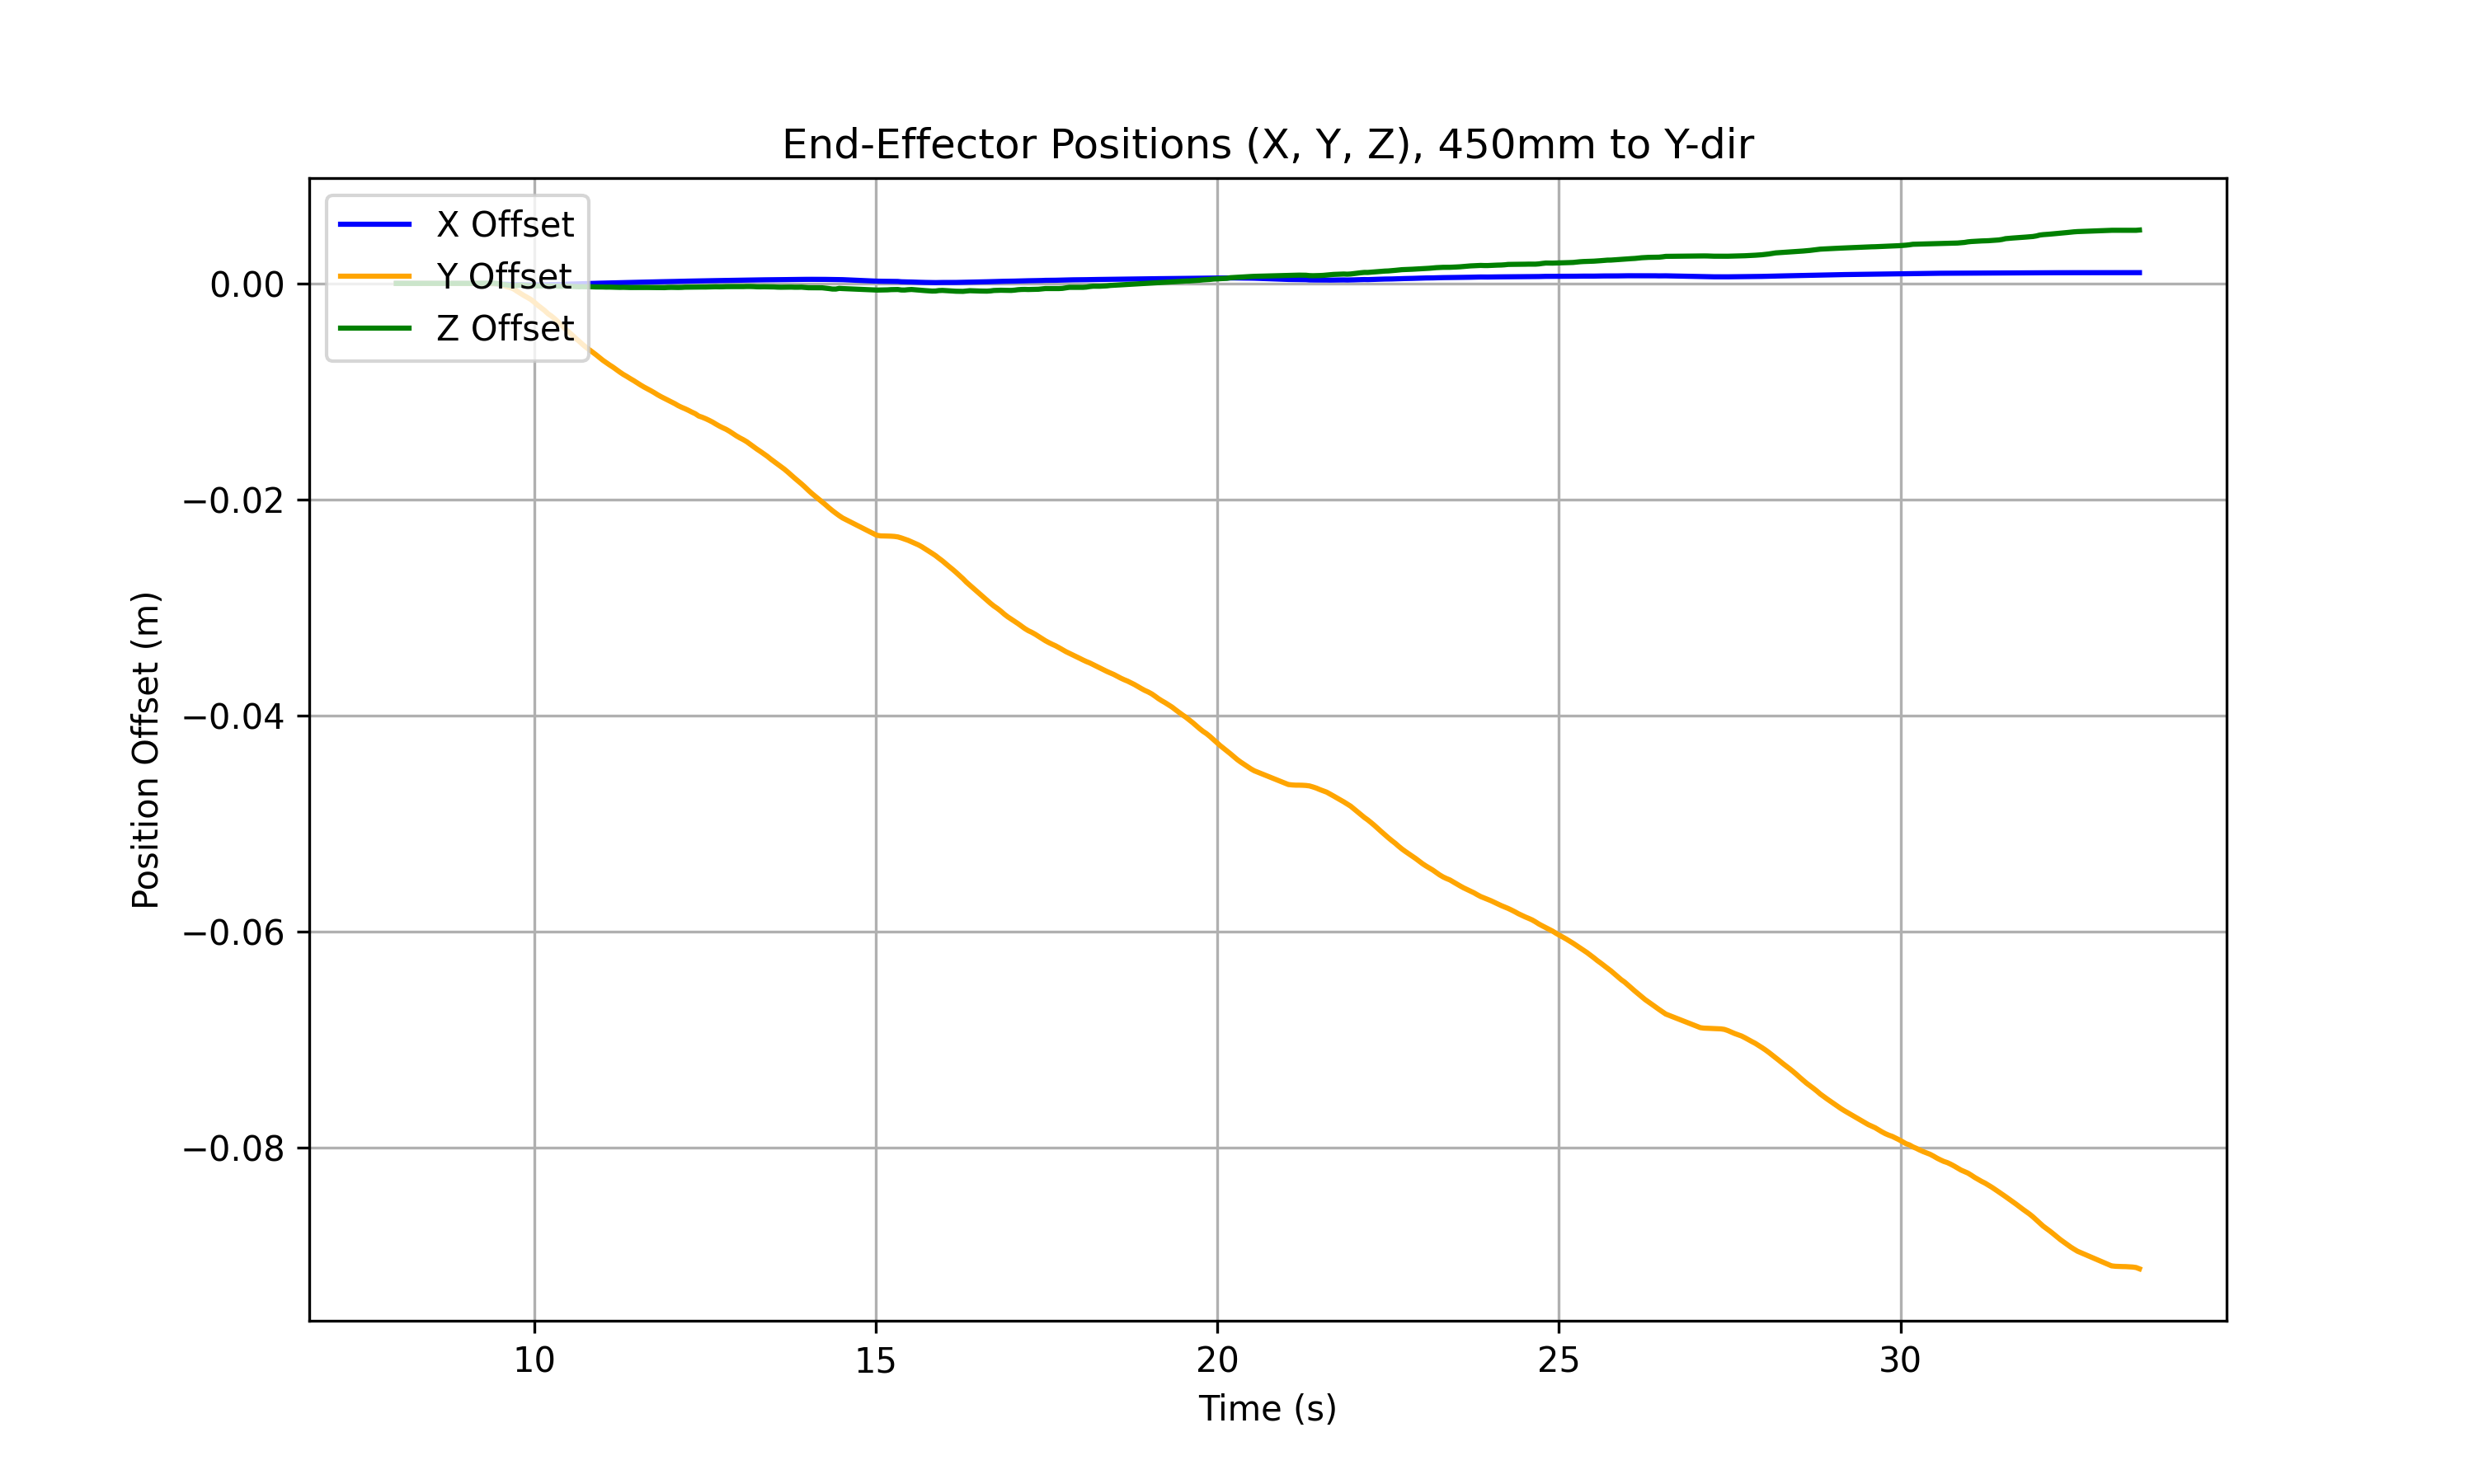 End-Effector Positions (X, Y, Z), 450mm to Y-dir
X Offset
Y Offset
Z Offset
0.00
−0.02
−0.04
−0.06
−0.08
Position Offset (m)
10 15 20 25 30
Time (s)